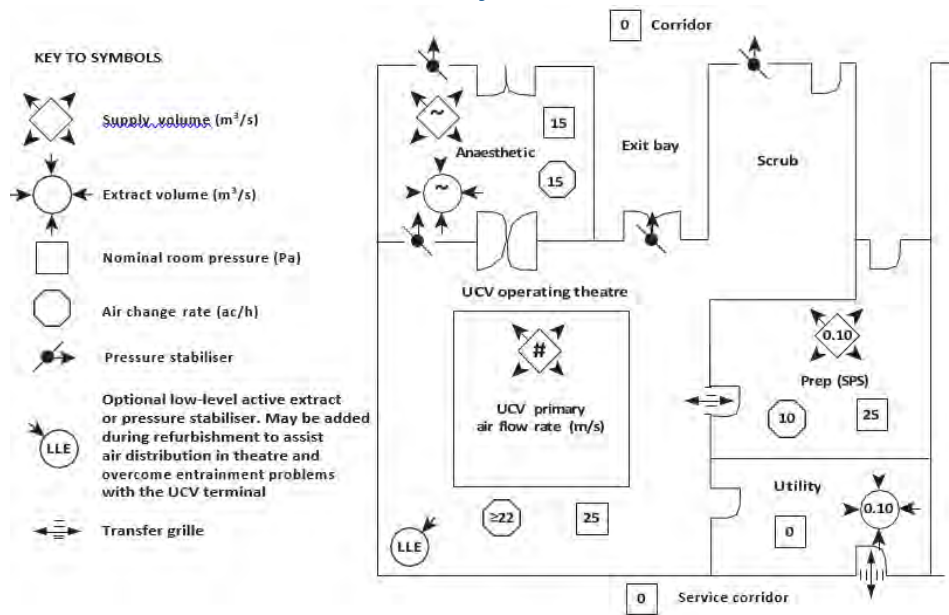 KEY TO SYMBOLS
Supply volume (m³/s)
Extract volume (m³/s)
Nominal room pressure (Pa)
Air change rate (ac/h)
Pressure stabiliser
Optional low-level active extract
or pressure stabiliser. May be added
during refurbishment to assist
air distribution in theatre and
overcome entrainment problems
with the UCV terminal
LLE
Transfer grille
0 Corridor
~
15
Anaesthetic
Exit bay
Scrub
~
15
UCV operating theatre
#
0.10
UCV primary
air flow rate (m/s)
Prep (SPS)
10
25
Utility
≥22
25
0.10
0
LLE
0 Service corridor